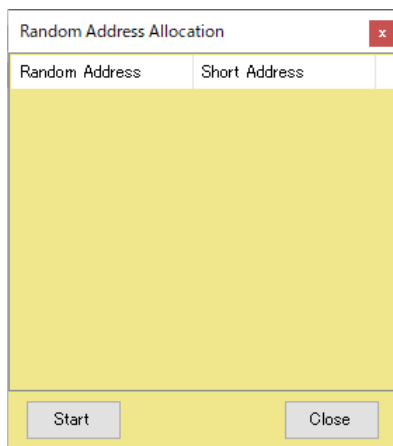 Random Address Allocation
x
Random Address Short Address
Start Close